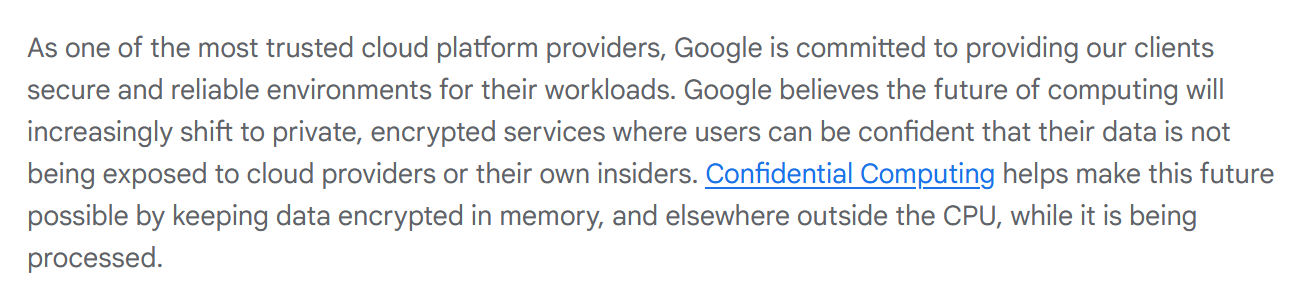 As one of the most trusted cloud platform providers, Google is committed to providing our clients
secure and reliable environments for their workloads. Google believes the future of computing will
increasingly shift to private, encrypted services where users can be confident that their data is not
being exposed to cloud providers or their own insiders. Confidential Computing helps make this future
possible by keeping data encrypted in memory, and elsewhere outside the CPU, while it is being
processed.